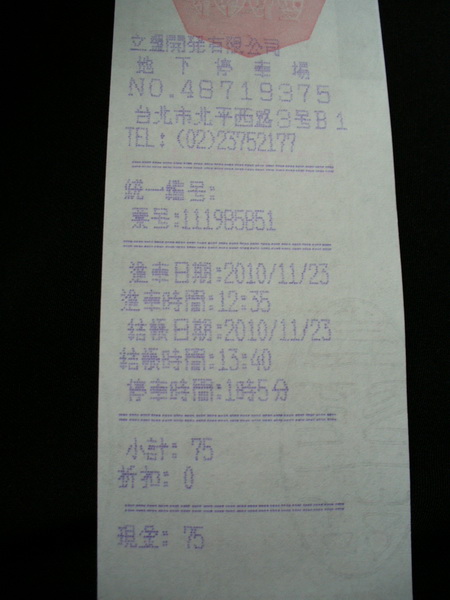 立璽開發有限公司
地下停車場
NO.48719375
台北市北平西路3号B1
TEL: (02)23752177
統一編号:
票号:111985851
進車日期:2010/11/23
進車時間:12:35
結帳日期:2010/11/23
結帳時間:13:40
停車時間:1時5分
小計: 75
折扣: 0
現金: 75